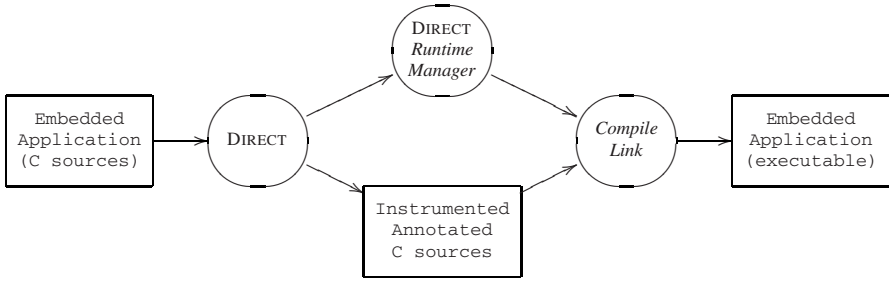 DIRECT
Runtime
Manager
Embedded
Application
(C sources)
DIRECT
Compile
Link
Embedded
Application
(executable)
Instrumented
Annotated
C sources